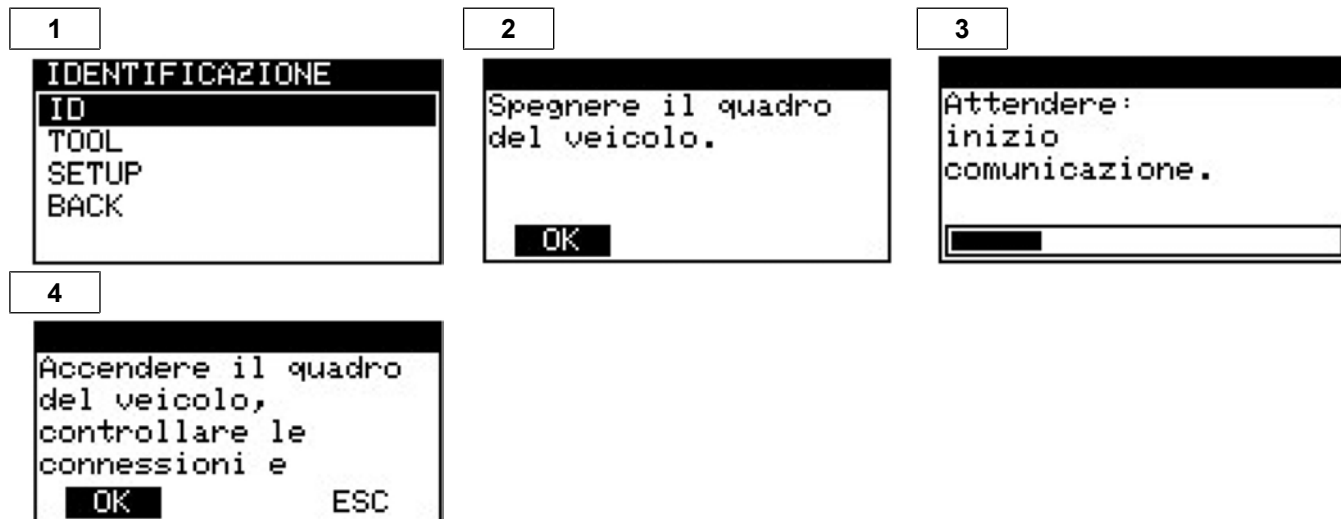 1
IDENTIFICAZIONE
ID
TOOL
SETUP
BACK
2
Spegnere il quadro
del veicolo.
OK
3
Attendere:
inizio
comunicazione.
4
Accendere il quadro
del veicolo,
controllare le
connessioni e
OK ESC